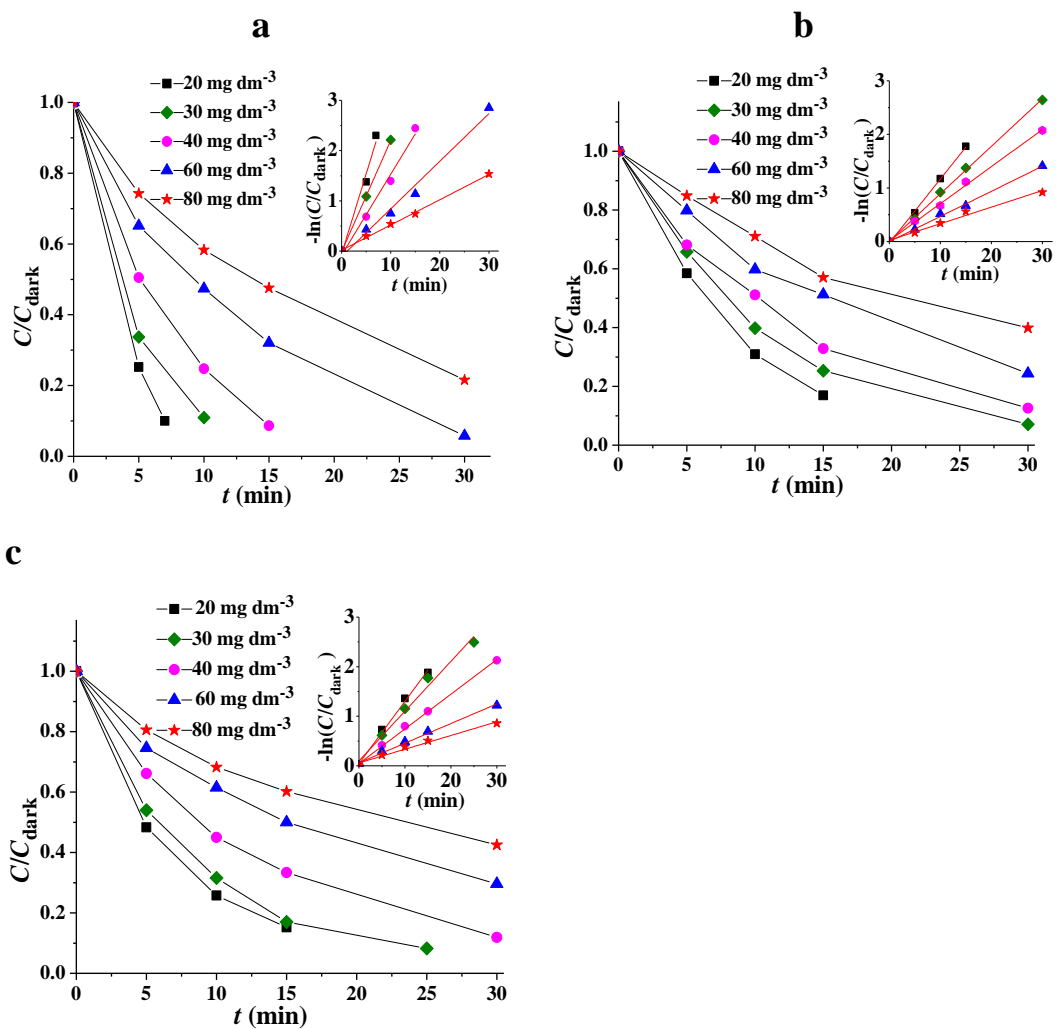 a
20 mg dm-3
30 mg dm-3
40 mg dm-3
60 mg dm-3
80 mg dm-3
C/Cdark
1.0
0.8
0.6
0.4
0.2
0.0
0 5 10 15 20 25 30
t (min)
-ln(C/Cdark)
3
2
1
0
0 10 20 30
t (min)
b
20 mg dm-3
30 mg dm-3
40 mg dm-3
60 mg dm-3
80 mg dm-3
C/Cdark
1.0
0.8
0.6
0.4
0.2
0.0
0 5 10 15 20 25 30
t (min)
-ln(C/Cdark)
3
2
1
0
0 10 20 30
t (min)
c
20 mg dm-3
30 mg dm-3
40 mg dm-3
60 mg dm-3
80 mg dm-3
C/Cdark
1.0
0.8
0.6
0.4
0.2
0.0
0 5 10 15 20 25 30
t (min)
-ln(C/Cdark)
3
2
1
0
0 10 20 30
t (min)